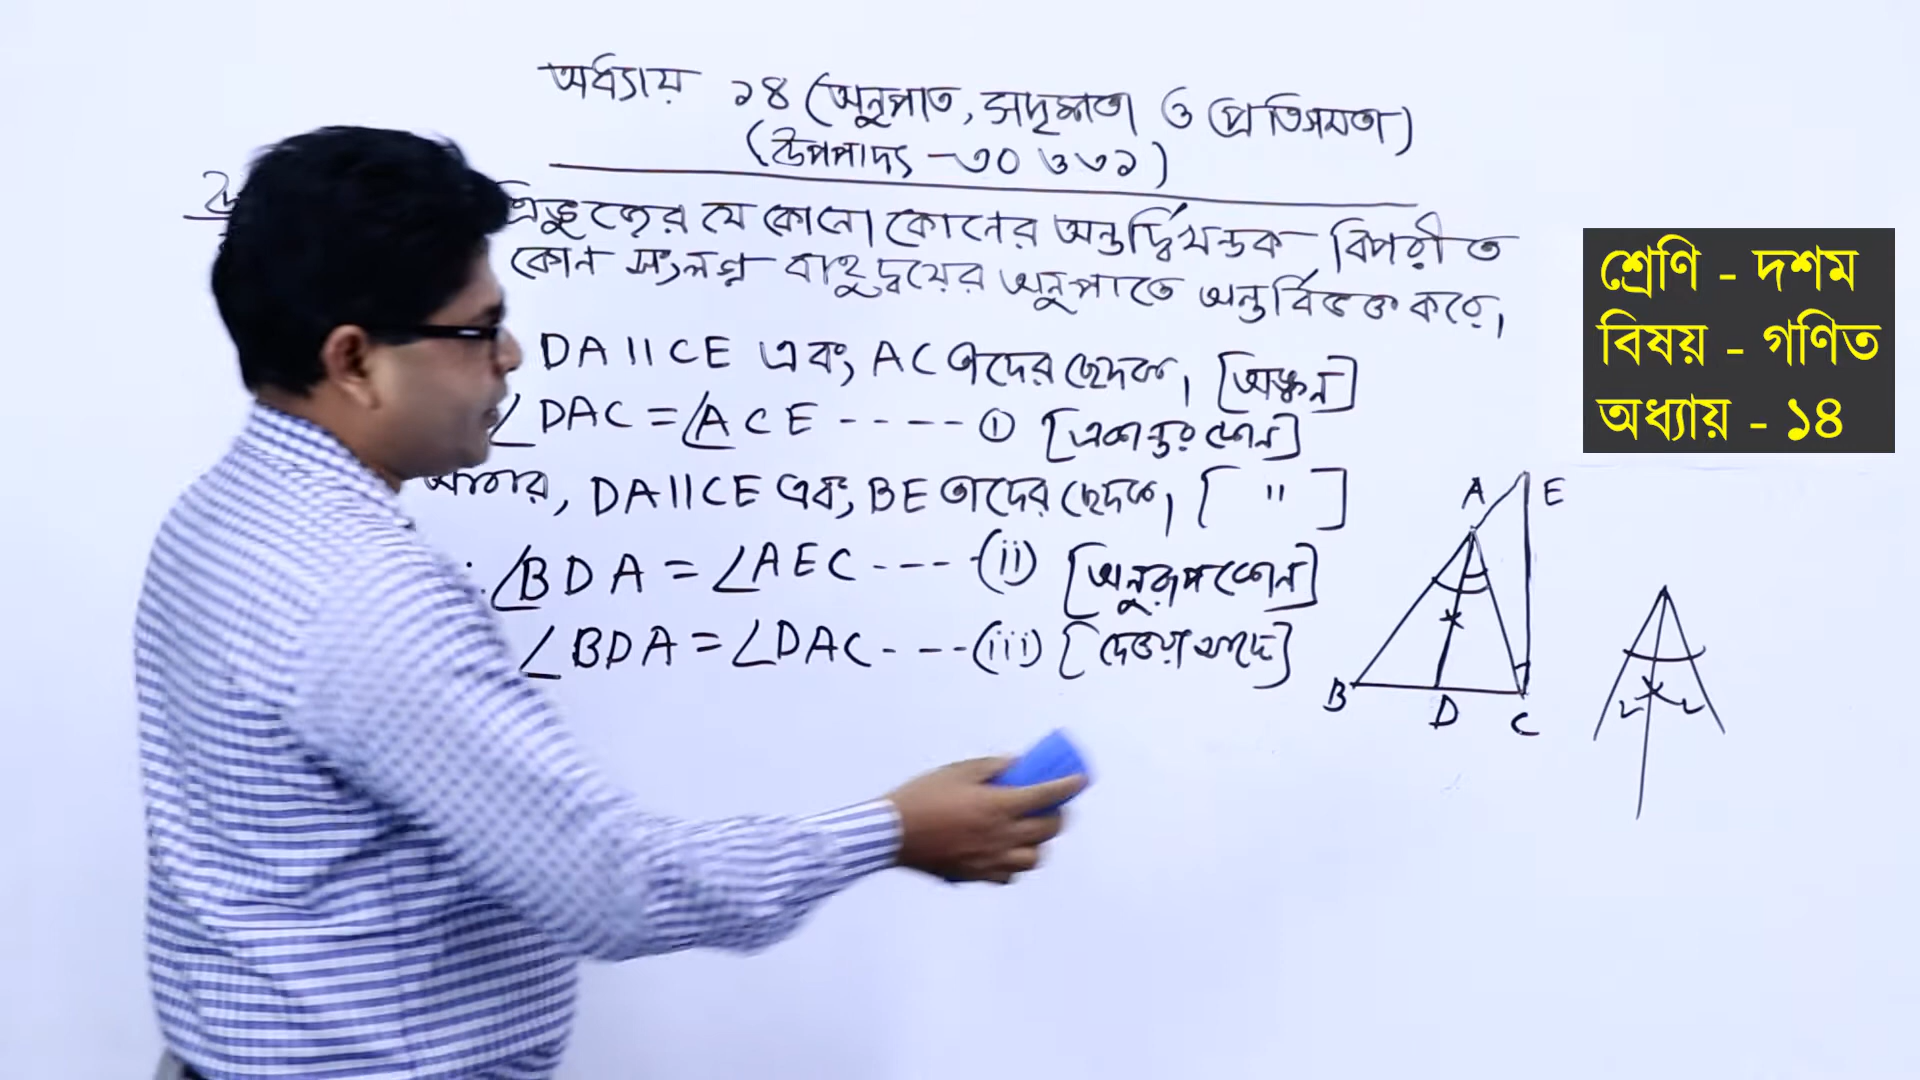 অধ্যায় ১৪ (অনুপাত, সদৃশতা ও প্রতিসমতা)
(উপপাদ্য - ৩০ ও ৩১)
ত্রিভুজের যে কোনো কোনের অন্তর্দ্বিখন্ডক বিপরীত
কোন সংলগ্ন বাহুদ্বয়ের অনুপাতে অন্তর্বিভক্ত করে।
DA||CE এবং AC তাদের ছেদক। [অঙ্কন]
∠DAC = ∠ACE ----- ① [একান্তর কোন]
আবার, DA||CE এবং BE তাদের ছেদক। [ " ]
∴ ∠BDA = ∠AEC ---- (ii) [অনুরূপ কোন]
∠BDA = ∠DAC ---- (iii) [দেওয়া আছে]
শ্রেণি - দশম
বিষয় - গণিত
অধ্যায় - ১৪
A E
B D C